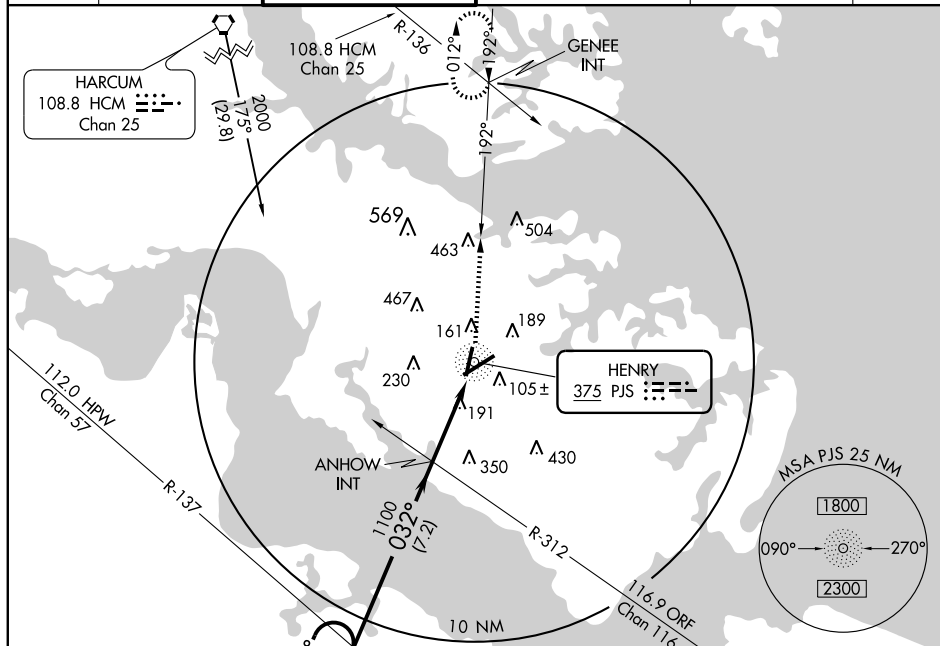 R-136
108.8 HCM
Chan 25
012°
192°
GENEE
INT
HARCUM
108.8 HCM
Chan 25
2000
175°
(29.8)
192°
569
463
504
467
161
189
230
HENRY
375 PJS
105±
191
112.0 HPW
Chan 57
ANHOW
INT
350
430
MSA PJS 25 NM
1800
090°
270°
2300
R-137
1100
032°
(7.2)
R-312
116.9 ORF
Chan 116
10 NM